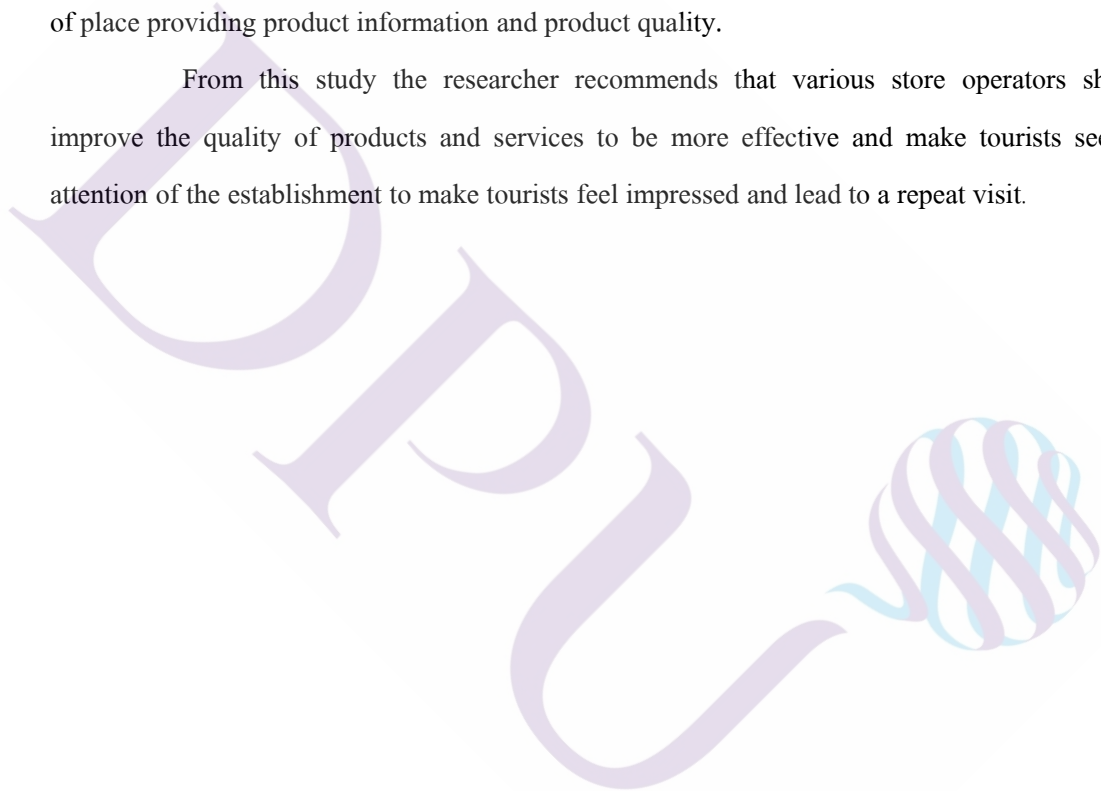 of place providing product information and product quality.
From this study the researcher recommends that various store operators sh
improve the quality of products and services to be more effective and make tourists se
attention of the establishment to make tourists feel impressed and lead to a repeat visit.
DPU